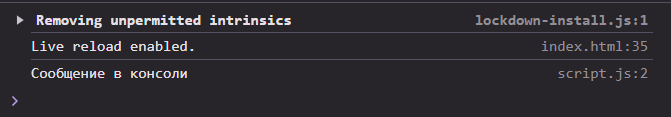 Removing unpermitted intrinsics lockdown-install.js:1
Live reload enabled. index.html:35
Сообщение в консоли script.js:2